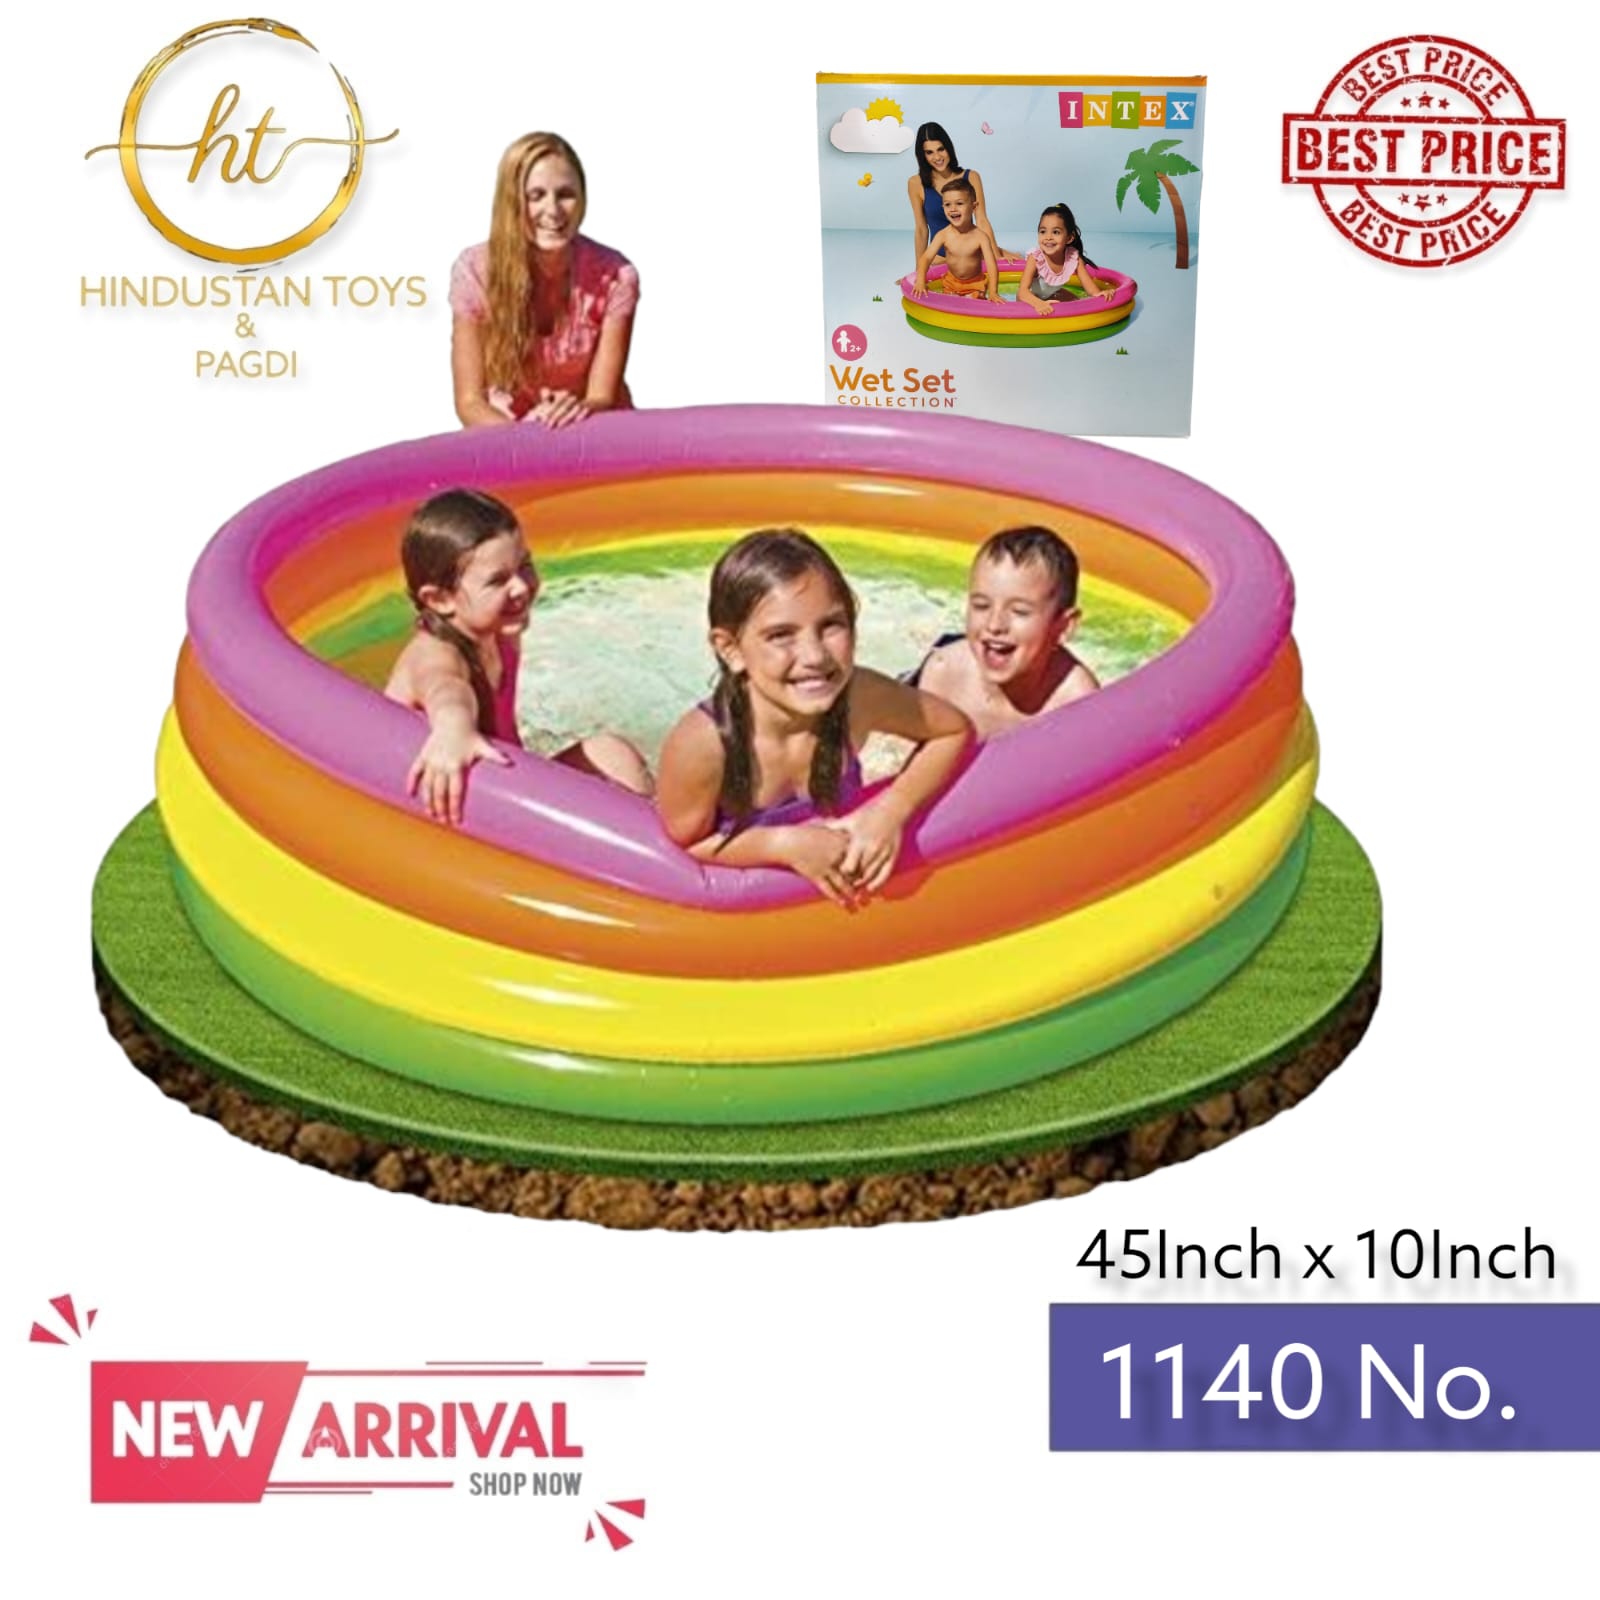 ht
HINDUSTAN TOYS
&
PAGDI
INTEX
2+
Wet Set
COLLECTION
BEST PRICE
BEST PRICE
BEST PRICE
45Inch x 10Inch
1140 No.
NEW ARRIVAL
SHOP NOW